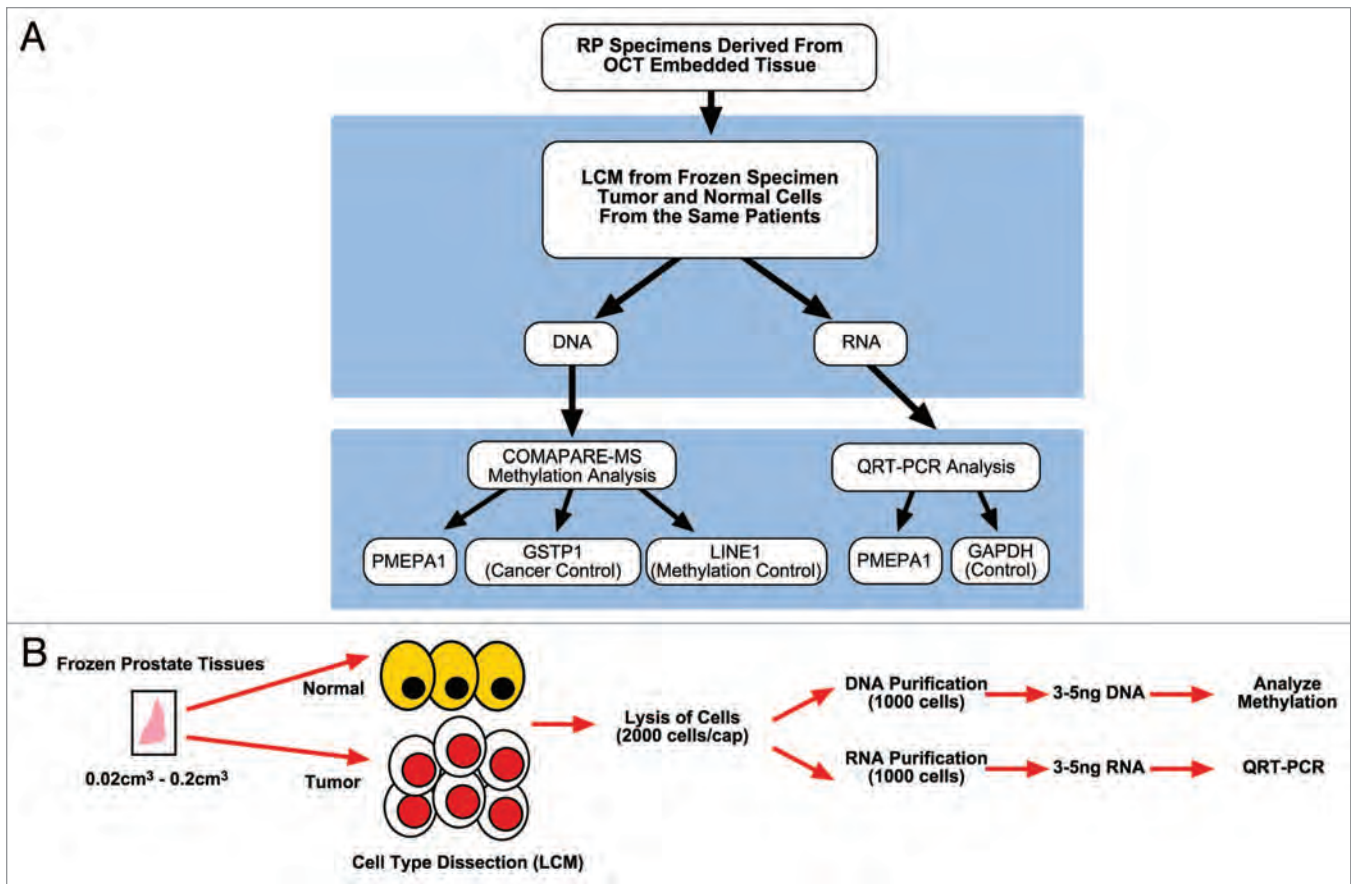 A
RP Specimens Derived From
OCT Embedded Tissue
LCM from Frozen Specimen
Tumor and Normal Cells
From the Same Patients
DNA
RNA
COMAPARE-MS
Methylation Analysis
QRT-PCR Analysis
PMEPA1
GSTP1
(Cancer Control)
LINE1
(Methylation Control)
PMEPA1
GAPDH
(Control)
B
Frozen Prostate Tissues
0.02cm³ - 0.2cm³
Normal
Tumor
Cell Type Dissection (LCM)
Lysis of Cells
(2000 cells/cap)
DNA Purification
(1000 cells)
3-5ng DNA
Analyze
Methylation
RNA Purification
(1000 cells)
3-5ng RNA
QRT-PCR